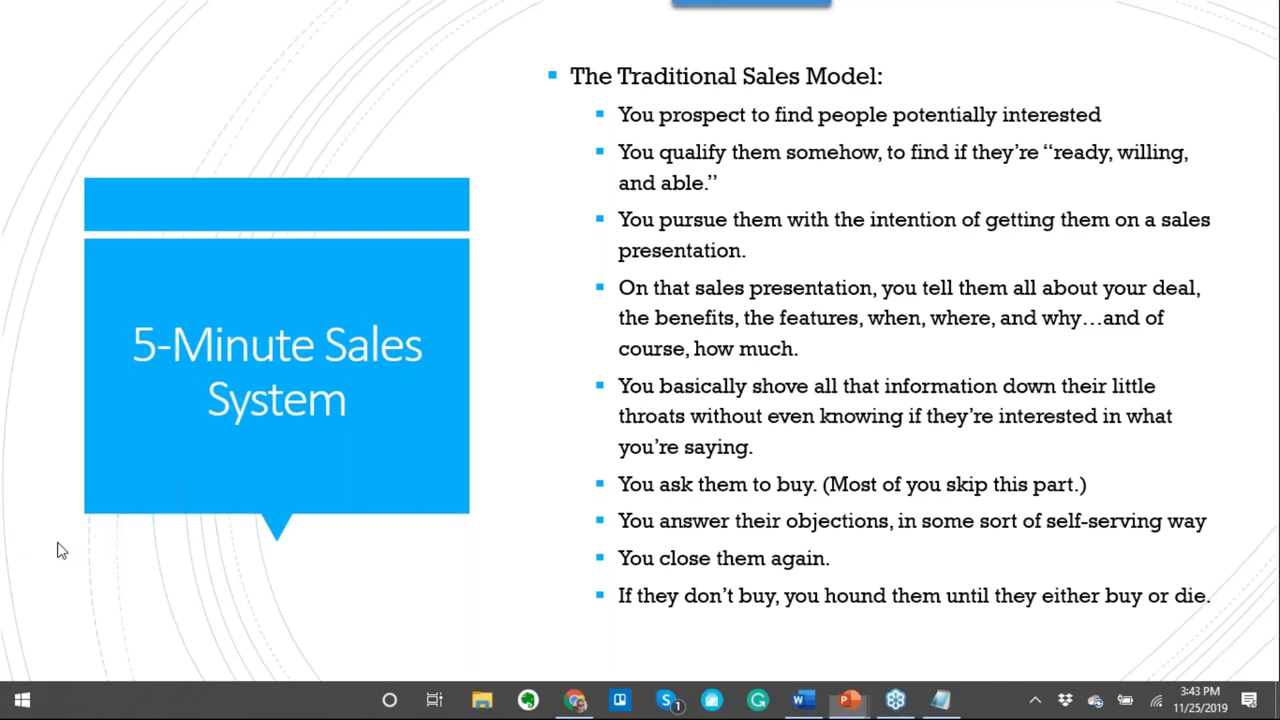 The Traditional Sales Model:
You prospect to find people potentially interested
You qualify them somehow, to find if they're “ready, willing,
and able.”
You pursue them with the intention of getting them on a sales
presentation.
On that sales presentation, you tell them all about your deal,
the benefits, the features, when, where, and why…and of
course, how much.
You basically shove all that information down their little
throats without even knowing if they're interested in what
you're saying.
You ask them to buy. (Most of you skip this part.)
You answer their objections, in some sort of self-serving way
You close them again.
If they don't buy, you hound them until they either buy or die.
5-Minute Sales
System
1
3:43 PM
11/25/2019